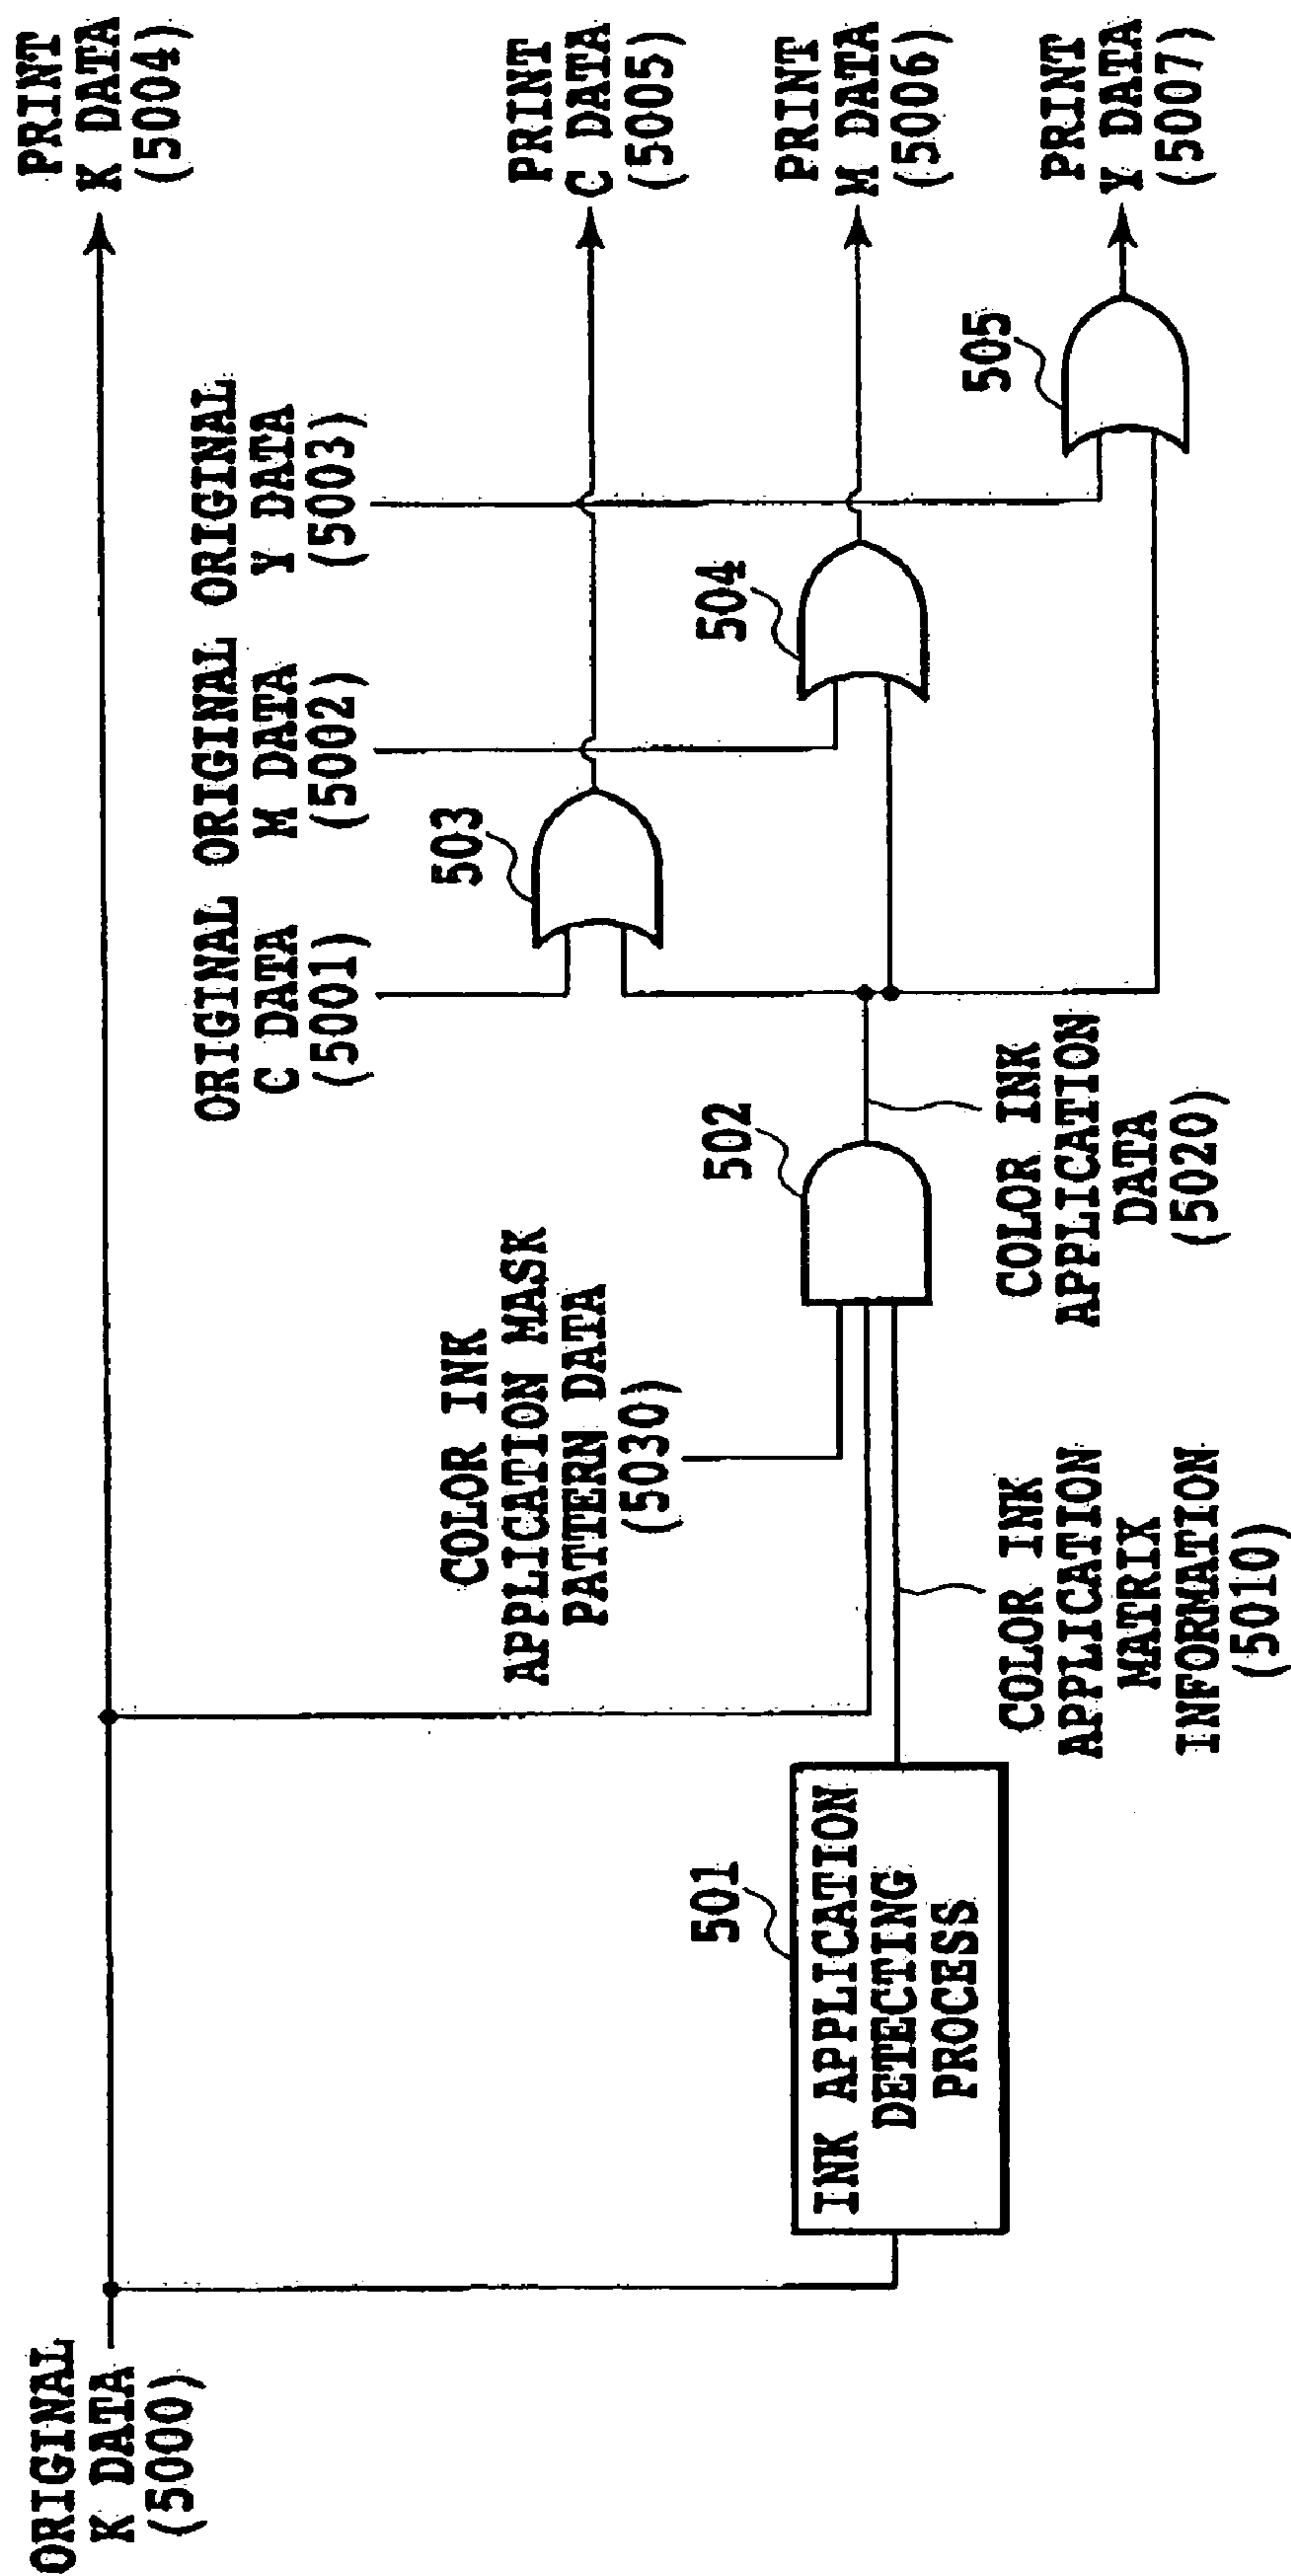 ORIGINAL
K DATA
(5000)
PRINT
K DATA
(5004)
ORIGINAL
C DATA
(5001)
ORIGINAL
M DATA
(5002)
ORIGINAL
Y DATA
(5003)
503
PRINT
C DATA
(5005)
COLOR INK
APPLICATION MASK
PATTERN DATA
(5030)
502
504
PRINT
M DATA
(5006)
501
INK APPLICATION
DETECTING
PROCESS
COLOR INK
APPLICATION
MATRIX
INFORMATION
(5010)
COLOR INK
APPLICATION
DATA
(5020)
505
PRINT
Y DATA
(5007)